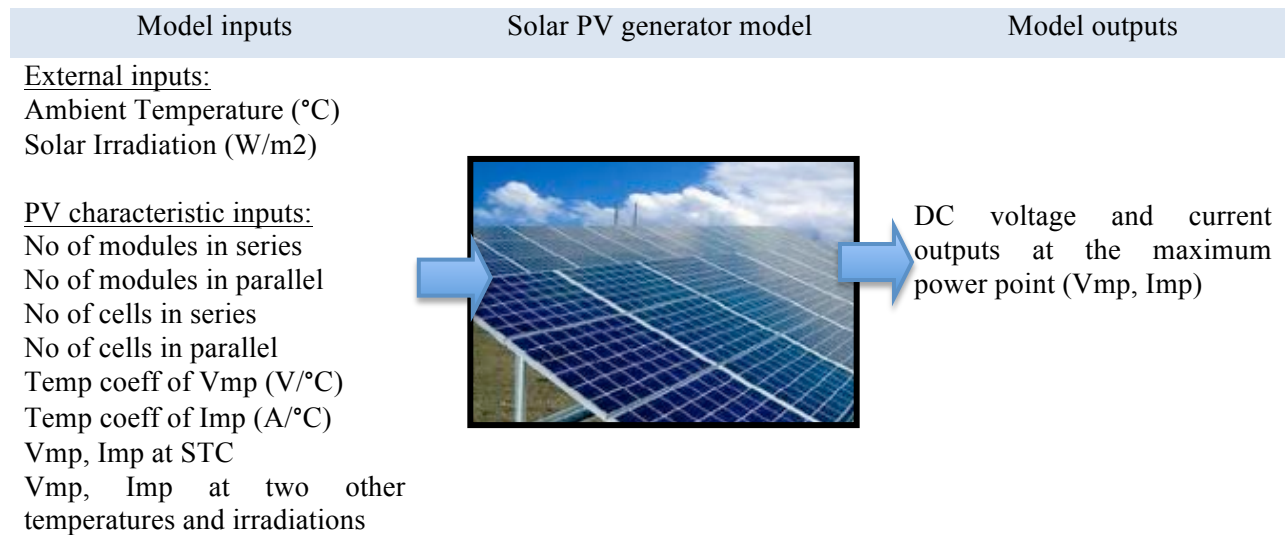 Model inputs
Solar PV generator model
Model outputs
External inputs:
Ambient Temperature (°C)
Solar Irradiation (W/m2)
PV characteristic inputs:
No of modules in series
No of modules in parallel
No of cells in series
No of cells in parallel
Temp coeff of Vmp (V/°C)
Temp coeff of Imp (A/°C)
Vmp, Imp at STC
Vmp, Imp at two other
temperatures and irradiations
DC voltage and current
outputs at the maximum
power point (Vmp, Imp)